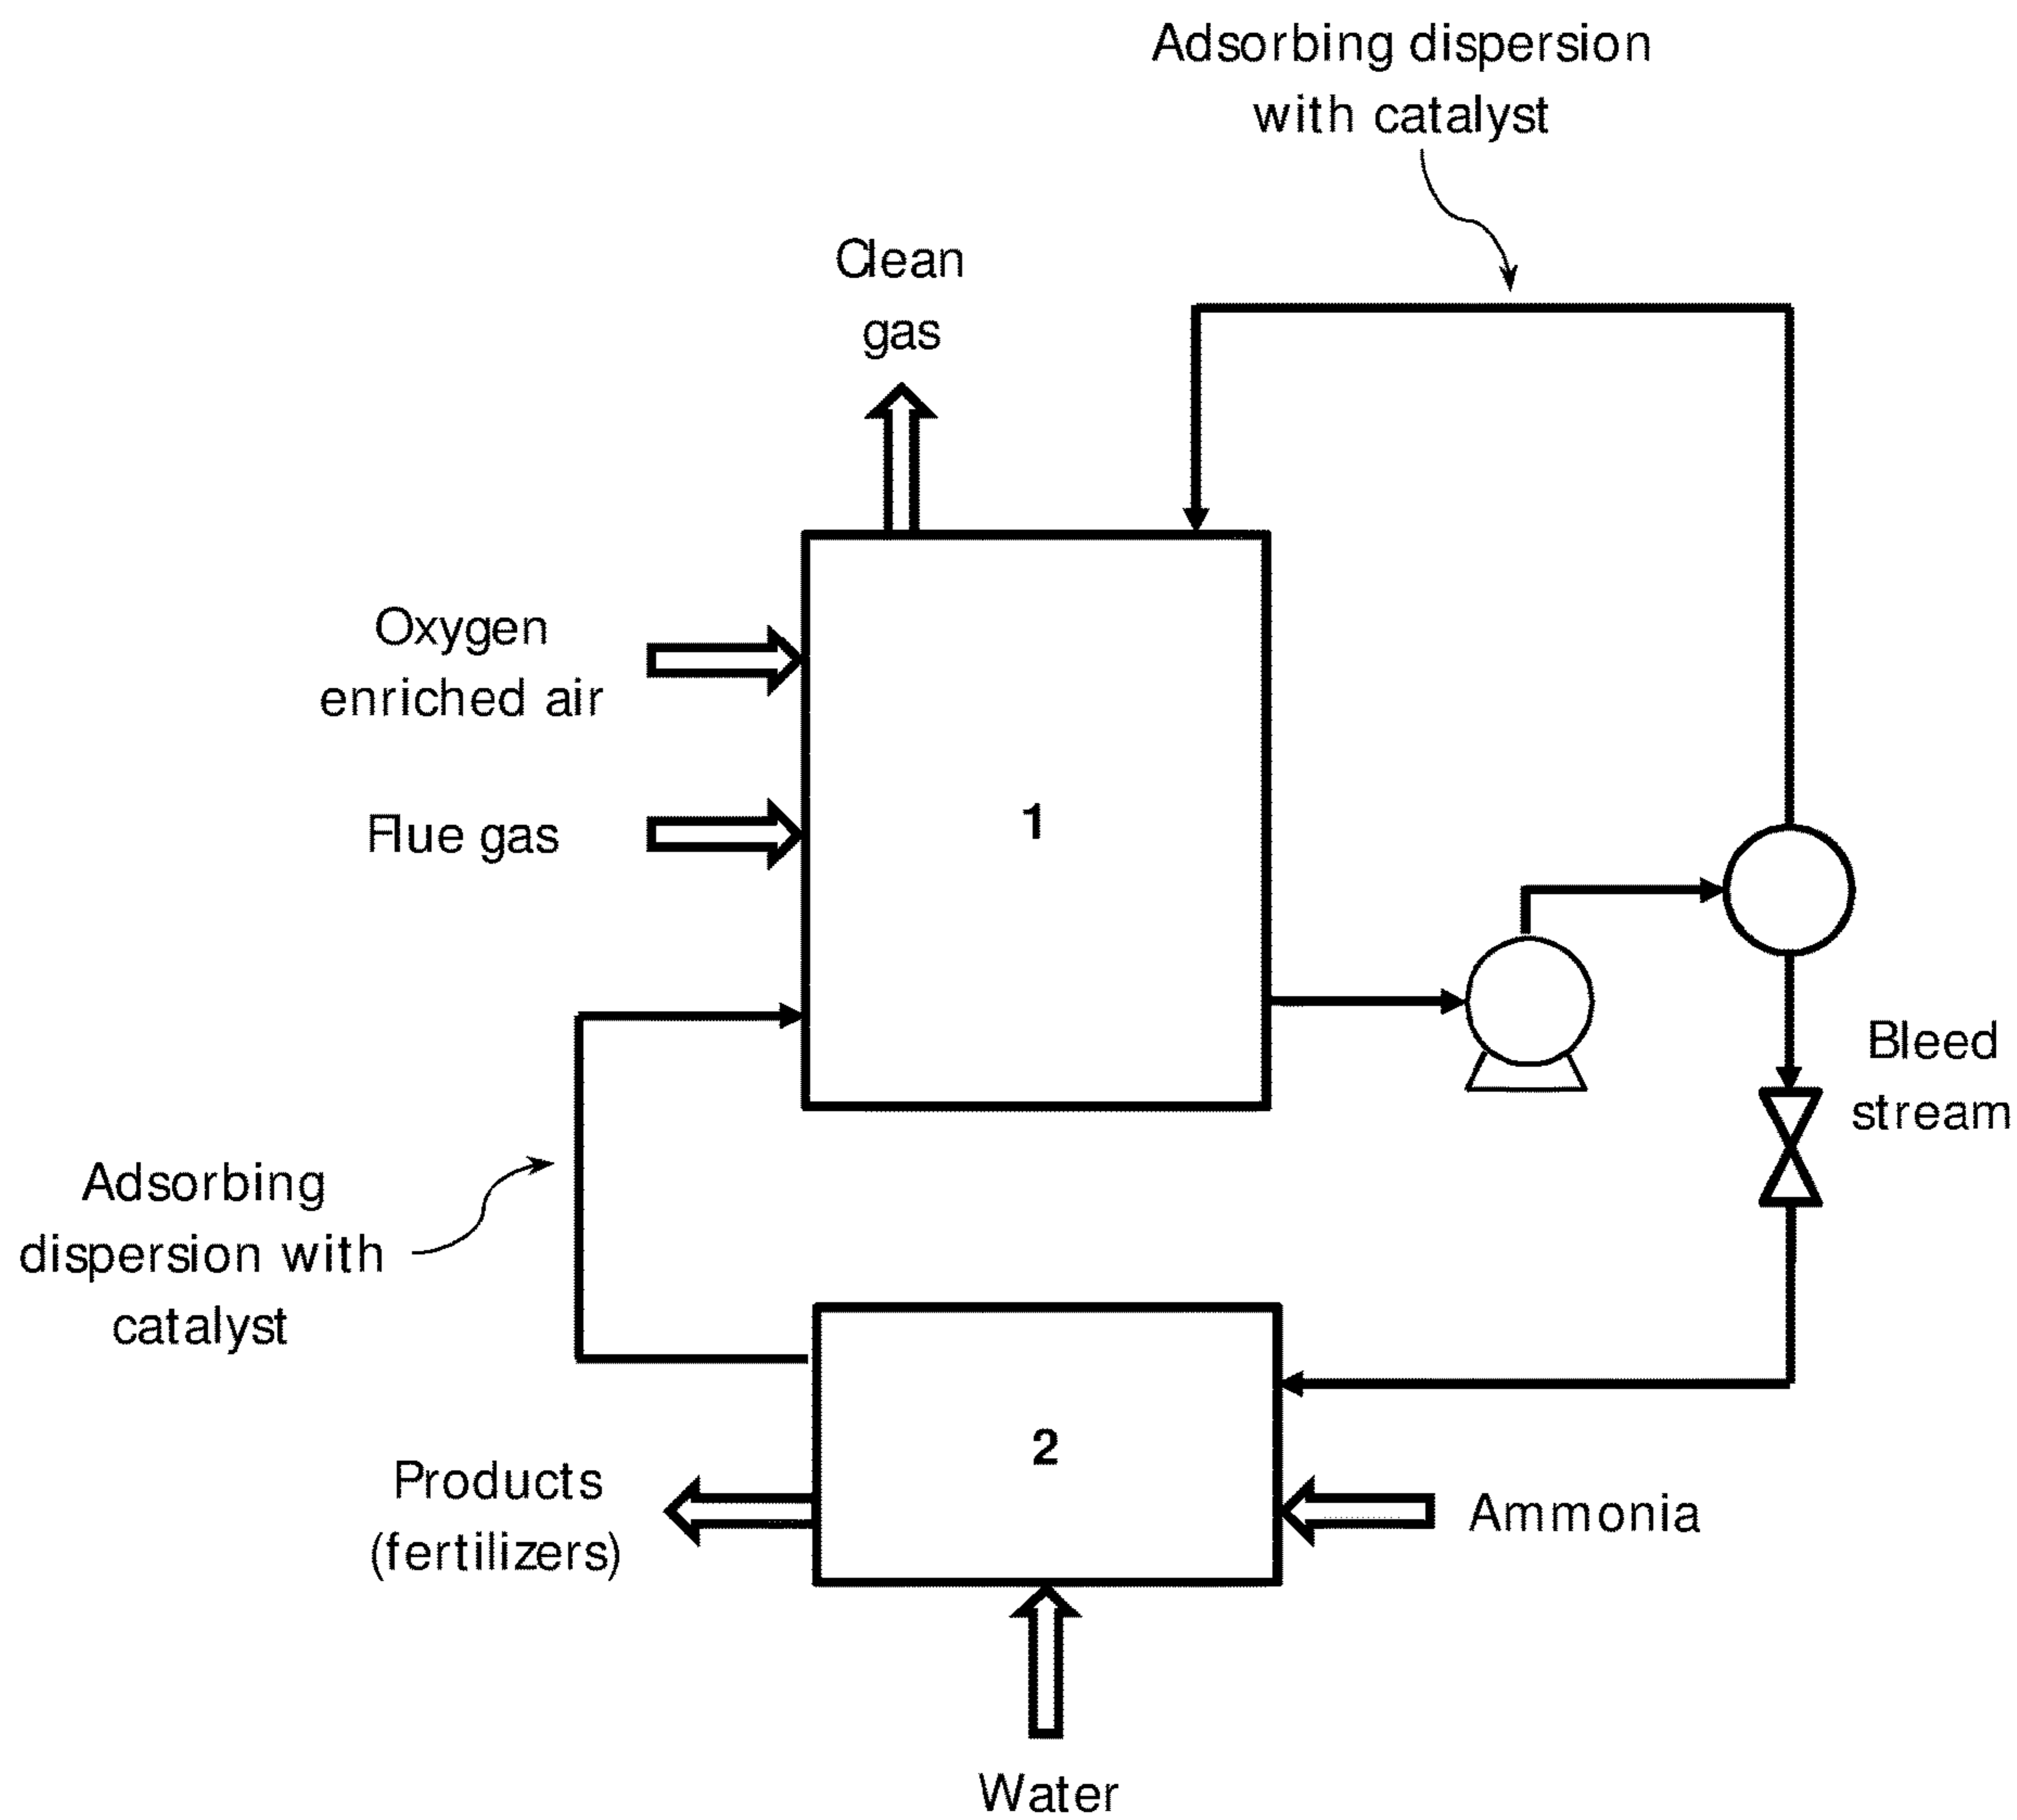 Adsorbing dispersion
with catalyst
Clean
gas
Oxygen
enriched air
Flue gas
1
Bleed
stream
Adsorbing
dispersion with
catalyst
2
Products
(fertilizers)
Ammonia
Water